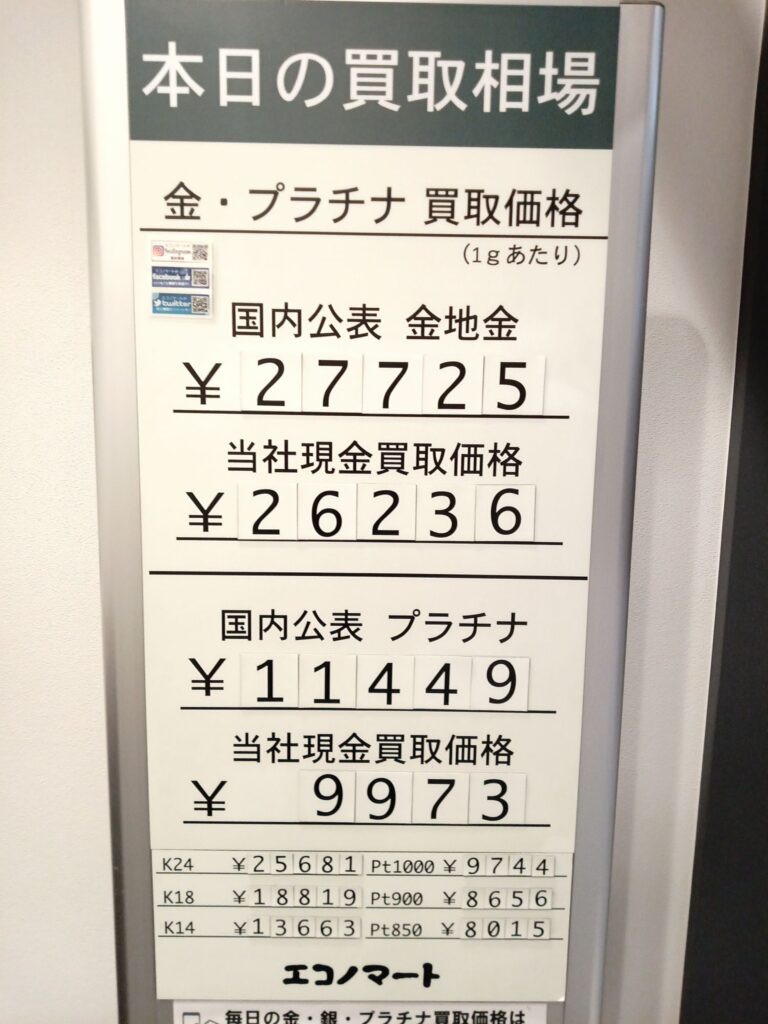 本日の買取相場
金・プラチナ 買取価格
(1gあたり)
Instagram
facebook
twitter
国内公表 金地金
¥27725
当社現金買取価格
¥26236
国内公表 プラチナ
¥11449
当社現金買取価格
¥9973
K24 ¥25681 Pt1000 ¥9744
K18 ¥18819 Pt900 ¥8656
K14 ¥13663 Pt850 ¥8015
エコノマート
毎日の金・銀・プラチナ買取価格は